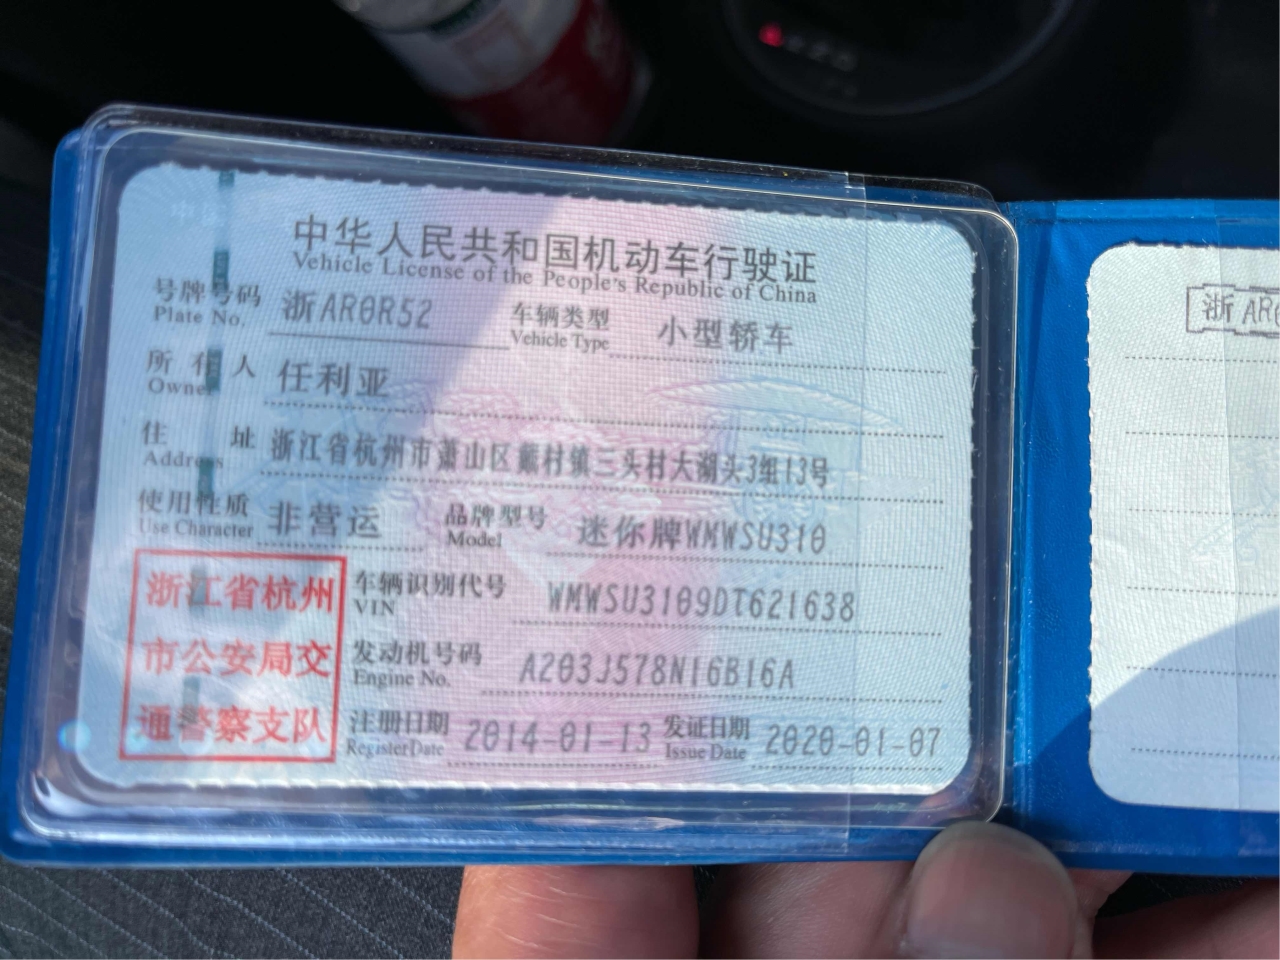 中华人民共和国机动车行驶证
Vehicle License of the People's Republic of China
号牌号码 浙AR0R52 车辆类型 小型轿车
Plate No. Vehicle Type
所有人 任利亚
Owner
住址 浙江省杭州市萧山区戴村镇三头村大湖头3组13号
Address
使用性质 非营运 品牌型号 迷你牌WMWSU310
Use Character Model
浙江省杭州
市公安局交
通警察支队
车辆识别代号 WMWSU3109DT621638
VIN
发动机号码 A203J578N16B16A
Engine No.
注册日期 2014-01-13 发证日期 2020-01-07
Register Date Issue Date
浙AR